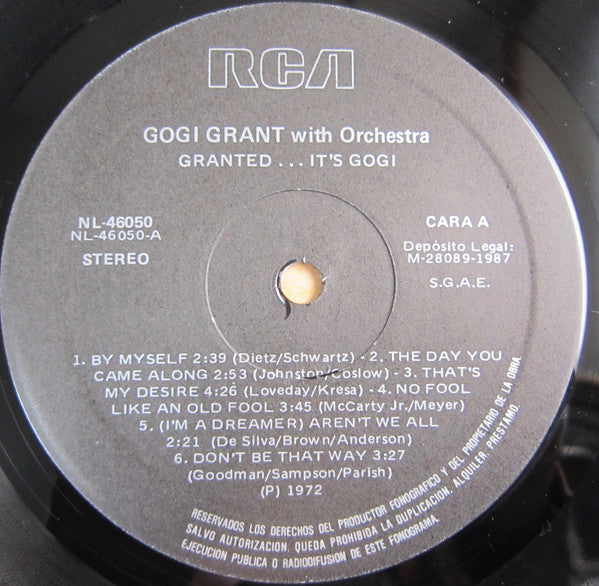 RCA
GOGI GRANT with Orchestra
GRANTED . . . IT'S GOGI
NL-46050
NL-46050-A
STEREO
CARA A
Depósito Legal:
M-28089-1987
S.G.A.E.
1. BY MYSELF 2:39 (Dietz/Schwartz) - 2. THE DAY YOU
CAME ALONG 2:53 (Johnston/Coslow) - 3. THAT'S
MY DESIRE 4:26 (Loveday/Kresa) - 4. NO FOOL
LIKE AN OLD FOOL 3:45 (McCarty Jr./Meyer)
5. (I'M A DREAMER) AREN'T WE ALL
2:21 (De Silva/Brown/Anderson)
6. DON'T BE THAT WAY 3:27
(Goodman/Sampson/Parish)
(P) 1972
RESERVADOS LOS DERECHOS DEL PRODUCTOR FONOGRAFICO Y DEL PROPIETARIO DE LA OBRA.
SALVO AUTORIZACION. QUEDA PROHIBIDA LA DUPLICACION. ALQUILER. PRESTAMO.
EJECUCION PUBLICA O RADIODIFUSION DE ESTE FONOGRAMA.